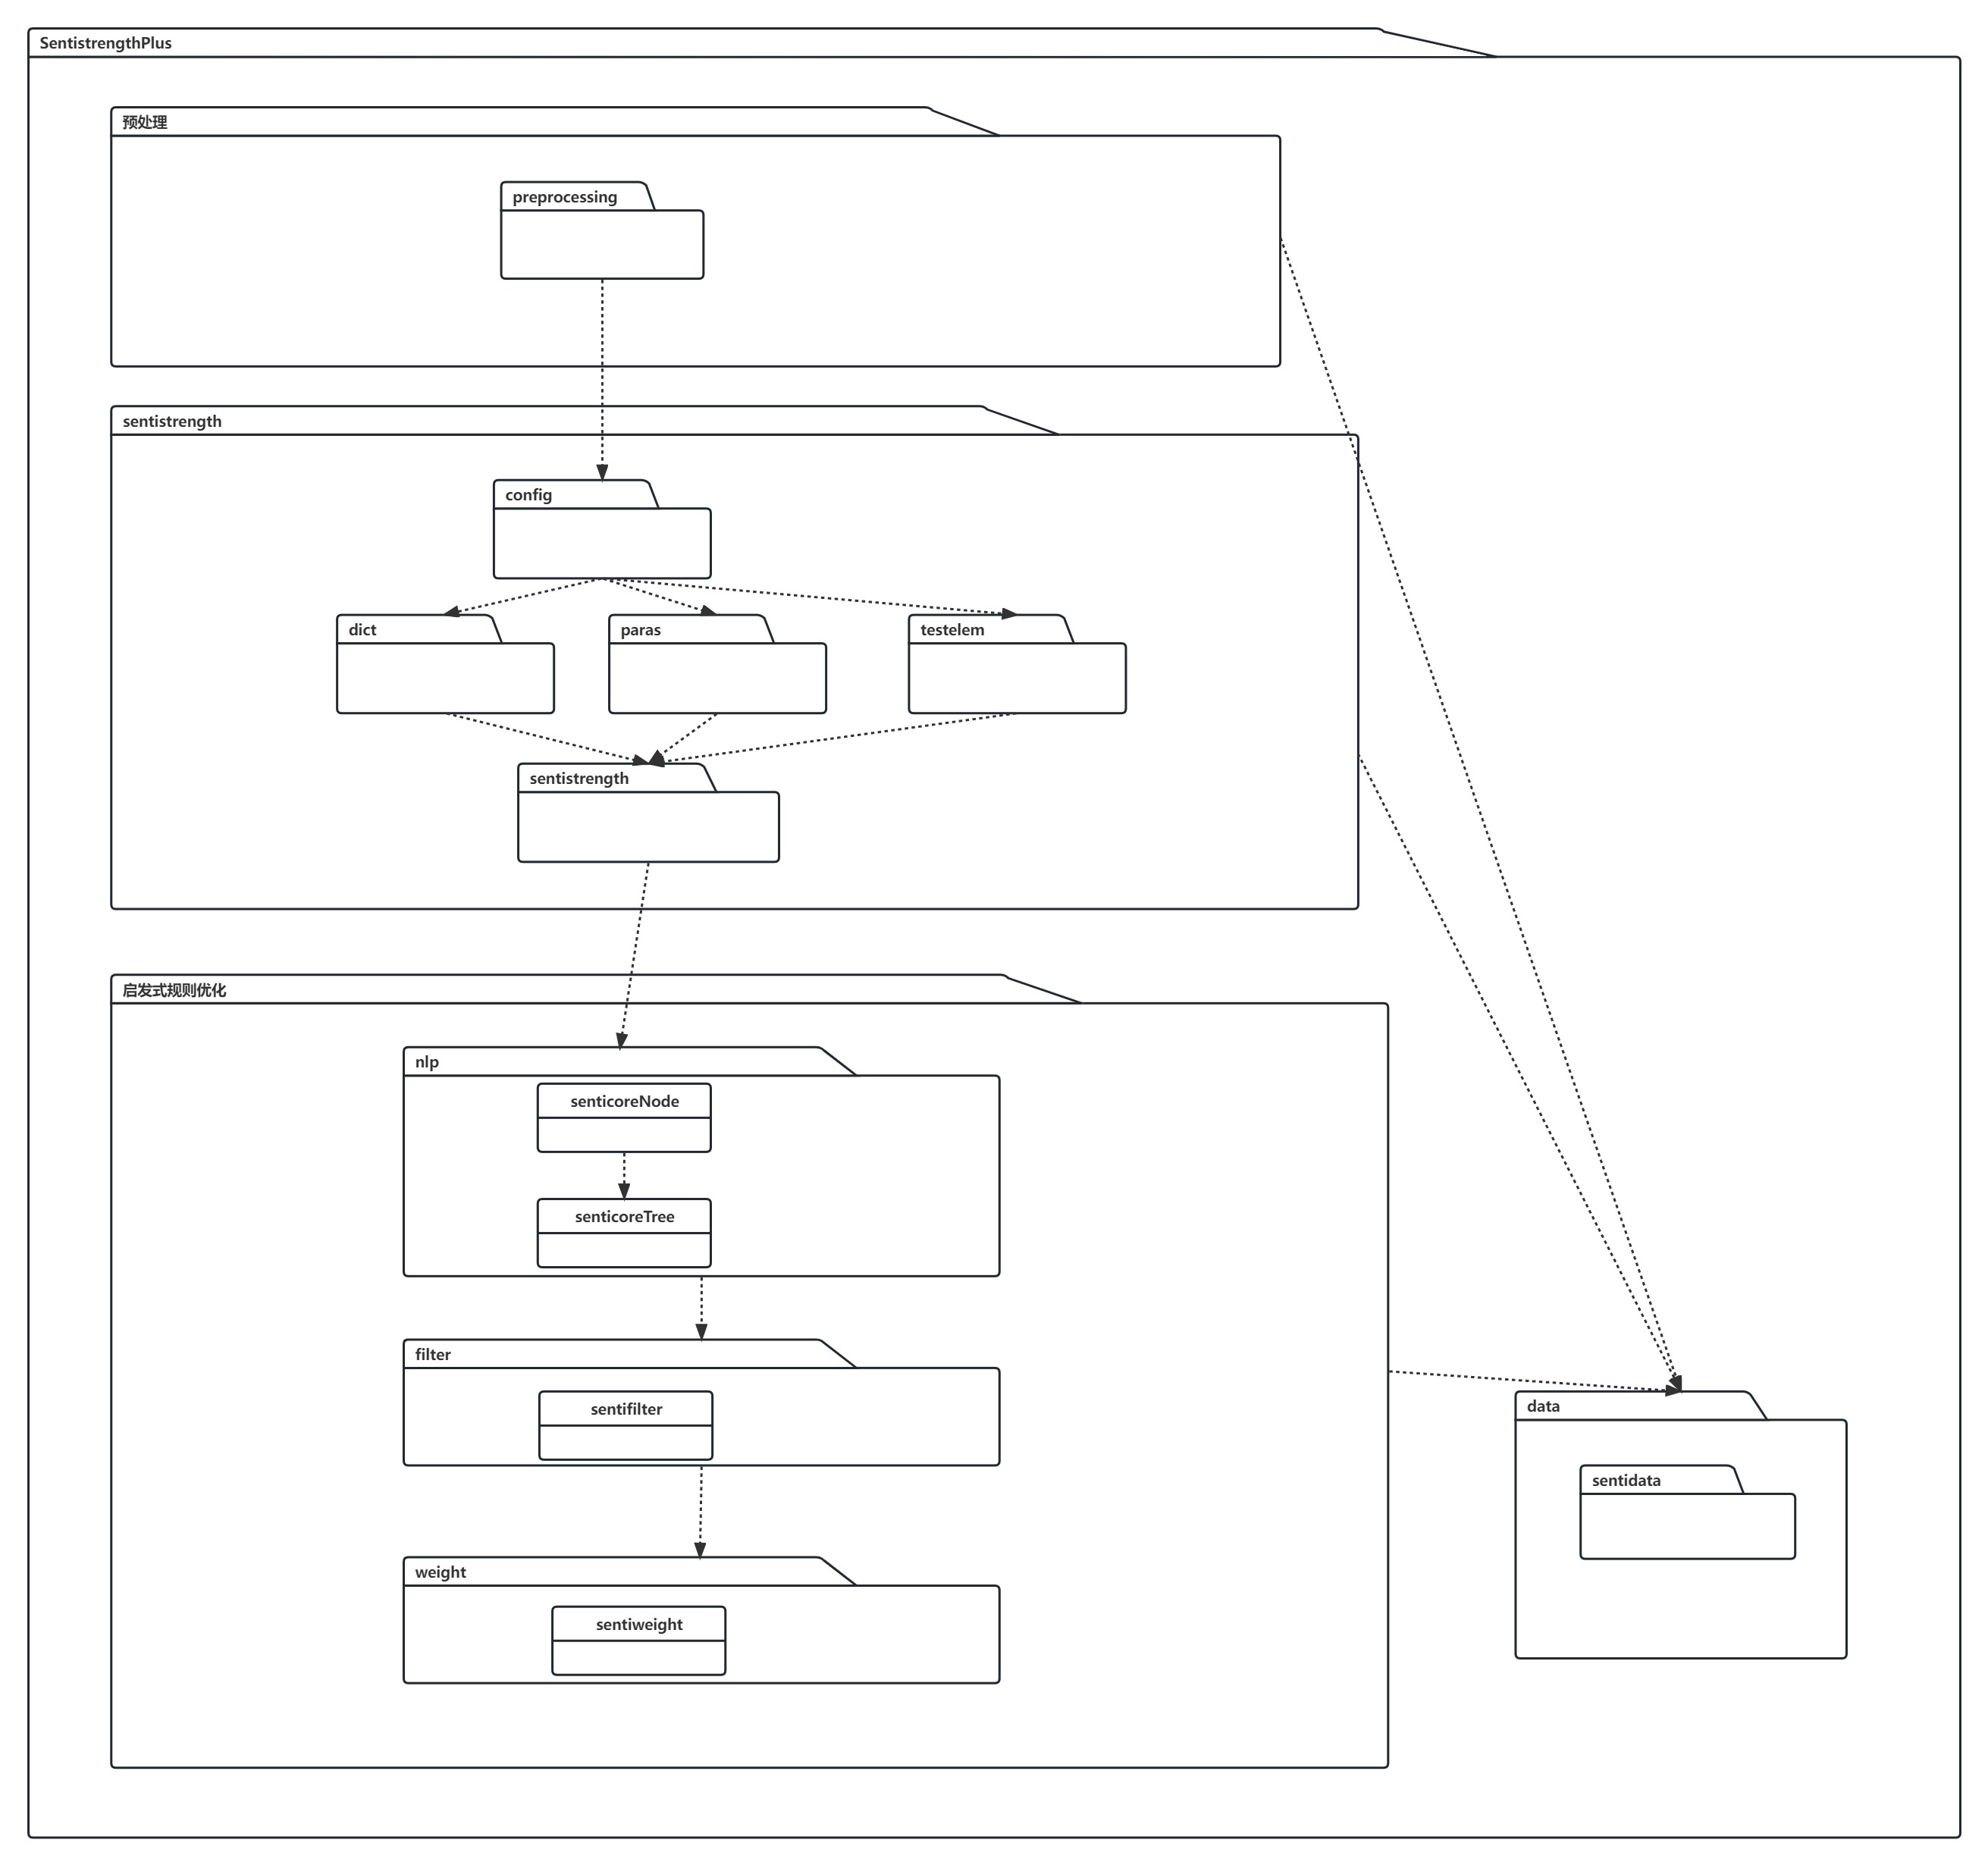 SentistrengthPlus
预处理
preprocessing
sentistrength
config
dict
paras
testelem
sentistrength
启发式规则优化
nlp
senticoreNode
senticoreTree
filter
sentifilter
data
sentidata
weight
sentiweight